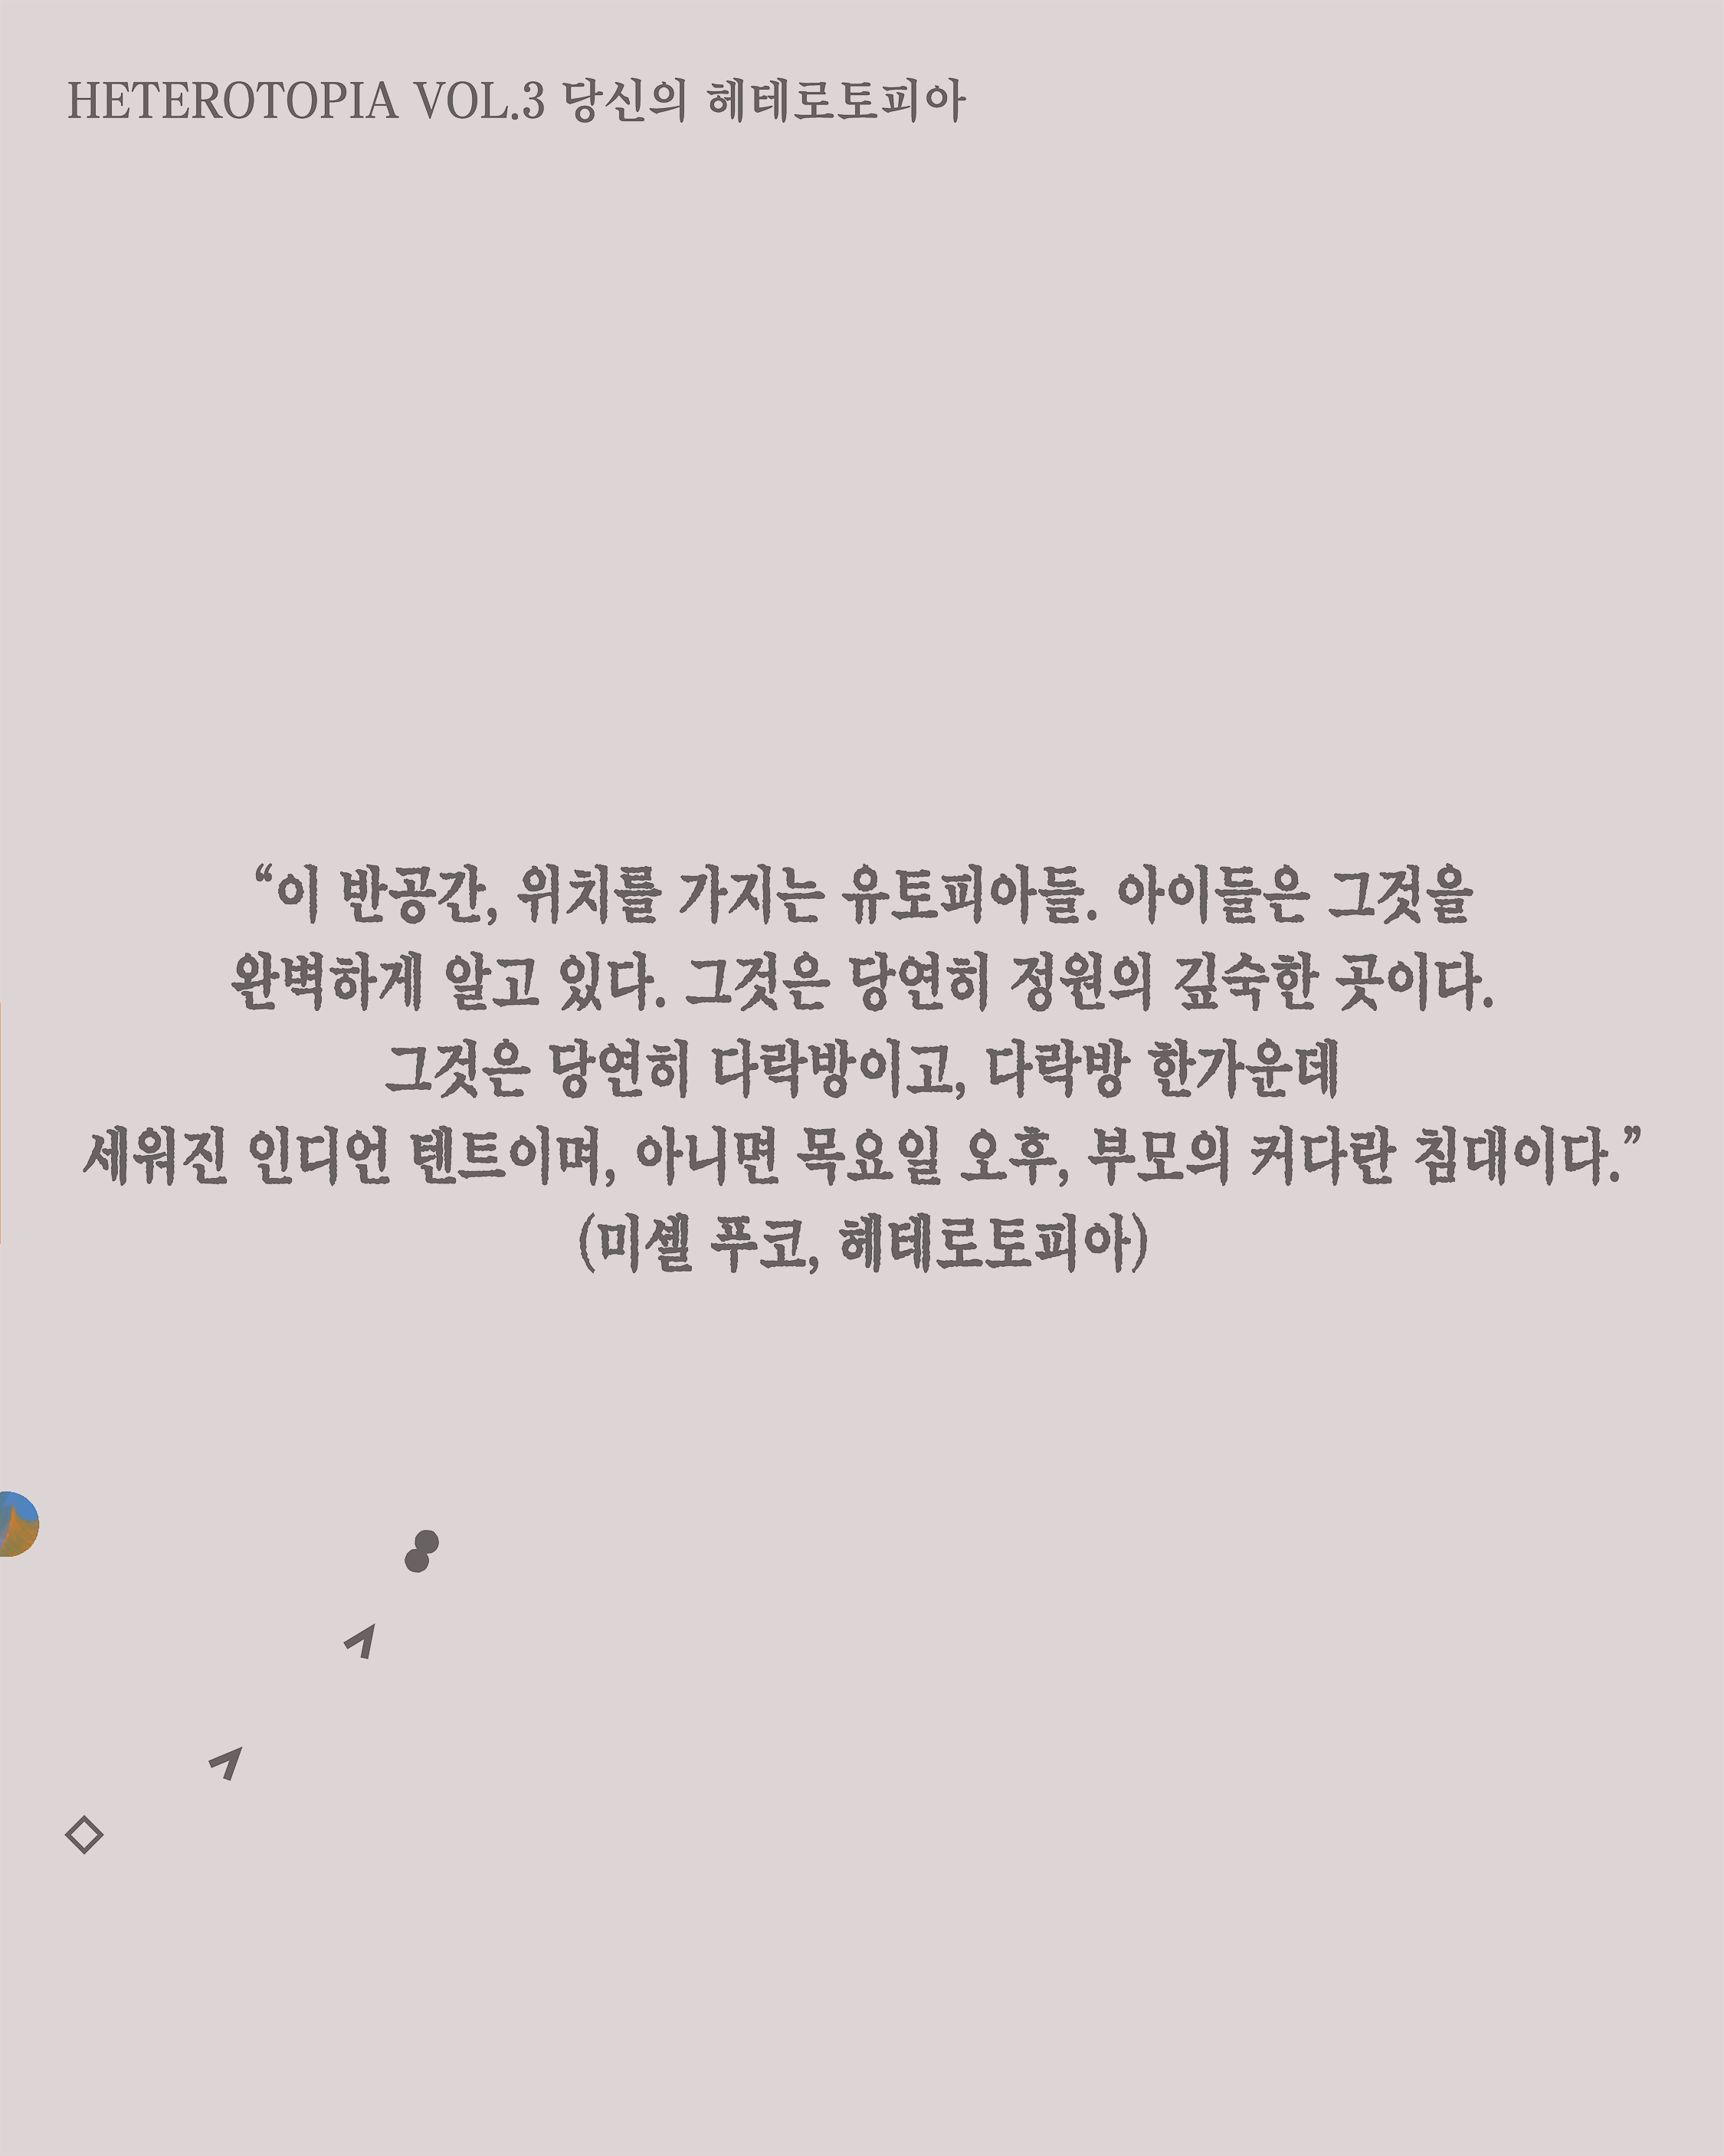 HETEROTOPIA VOL.3 당신의 헤테로토피아
“이 반공간, 위치를 가지는 유토피아들. 아이들은 그것을
완벽하게 알고 있다. 그것은 당연히 정원의 깊숙한 곳이다.
그것은 당연히 다락방이고, 다락방 한가운데
세워진 인디언 텐트이며, 아니면 목요일 오후, 부모의 커다란 침대이다.”
(미셸 푸코, 헤테로토피아)